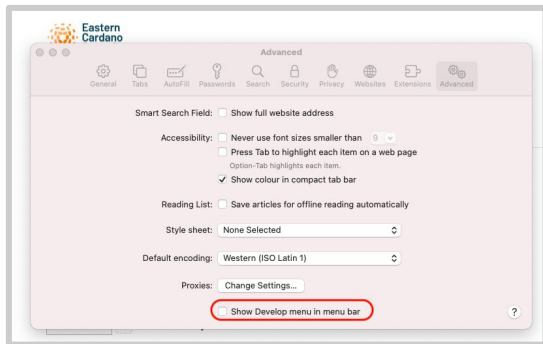 Eastern
Cardano
Advanced
General Tabs AutoFill Passwords Search Security Privacy Websites Extensions Advanced
Smart Search Field: Show full website address
Accessibility: Never use font sizes smaller than 9
Press Tab to highlight each item on a web page
Option-Tab highlights each item.
Show colour in compact tab bar
Reading List: Save articles for offline reading automatically
Style sheet: None Selected
Default encoding: Western (ISO Latin 1)
Proxies: Change Settings...
Show Develop menu in menu bar
?